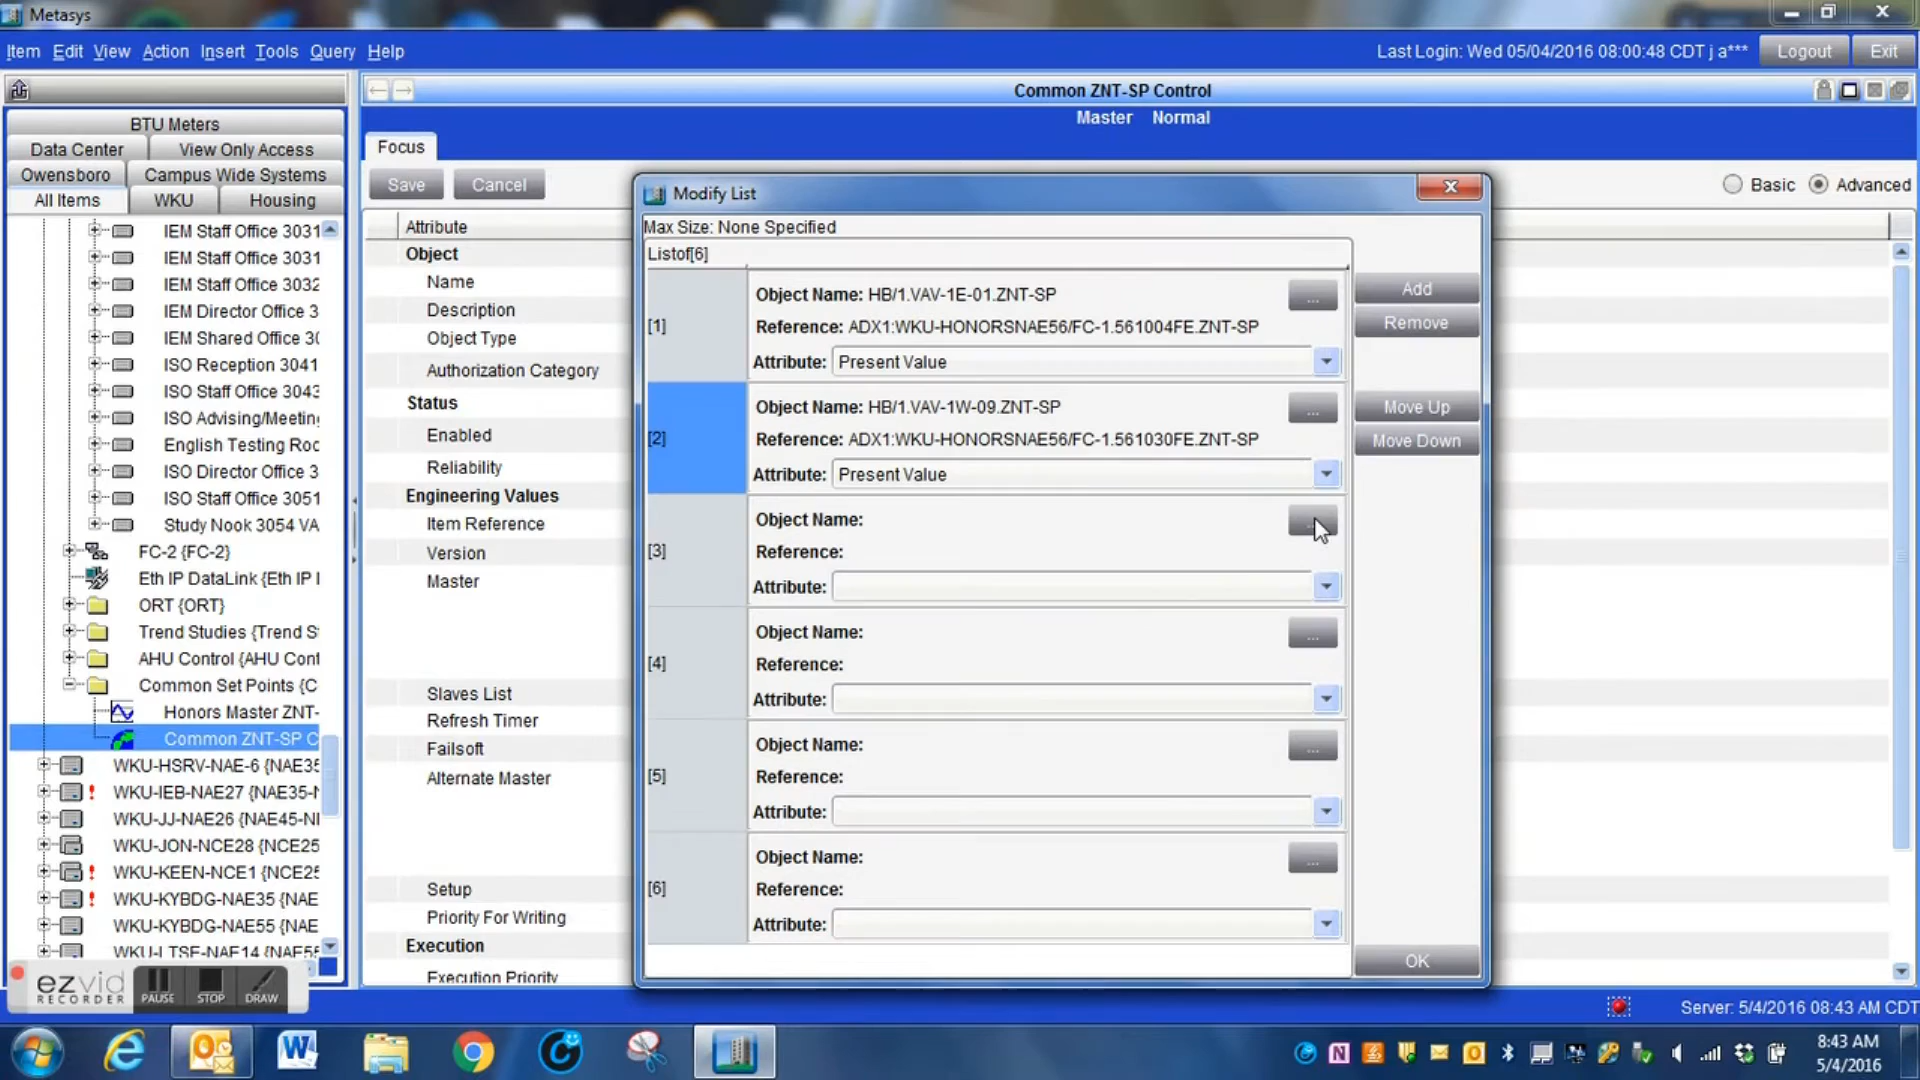 Metasys
Item Edit View Action Insert Tools Query Help
Last Login: Wed 05/04/2016 08:00:48 CDT j a***
Logout
Exit
BTU Meters
Data Center
View Only Access
Owensboro
Campus Wide Systems
All Items
WKU
Housing
IEM Staff Office 3031
IEM Staff Office 3031
IEM Staff Office 3032
IEM Director Office 3
IEM Shared Office 3(
ISO Reception 3041
ISO Staff Office 3043
ISO Advising/Meeting
English Testing Roc
ISO Director Office 3
ISO Staff Office 3051
Study Nook 3054 VA
FC-2 {FC-2}
Eth IP DataLink {Eth IP I
ORT {ORT}
Trend Studies {Trend S
AHU Control {AHU Cont
Common Set Points {C
Honors Master ZNT-
Common ZNT-SP C
WKU-HSRV-NAE-6 {NAE35
WKU-IEB-NAE27 {NAE35-N
WKU-JJ-NAE26 {NAE45-NI
WKU-JON-NCE28 {NCE25
WKU-KEEN-NCE1 {NCE25
WKU-KYBDG-NAE35 {NAE
WKU-KYBDG-NAE55 {NAE
WKU-LTSF-NAE14 {NAE55
Common ZNT-SP Control
Master Normal
Focus
Save
Cancel
Basic
Advanced
Attribute
Object
Name
Description
Object Type
Authorization Category
Status
Enabled
Reliability
Engineering Values
Item Reference
Version
Master
Slaves List
Refresh Timer
Failsoft
Alternate Master
Setup
Priority For Writing
Execution
Execution Priority
Modify List
Max Size: None Specified
Listof[6]
[1]
Object Name: HB/1.VAV-1E-01.ZNT-SP
...
Reference: ADX1:WKU-HONORSNAE56/FC-1.561004FE.ZNT-SP
Attribute: Present Value
[2]
Object Name: HB/1.VAV-1W-09.ZNT-SP
...
Reference: ADX1:WKU-HONORSNAE56/FC-1.561030FE.ZNT-SP
Attribute: Present Value
[3]
Object Name:
...
Reference:
Attribute:
[4]
Object Name:
...
Reference:
Attribute:
[5]
Object Name:
...
Reference:
Attribute:
[6]
Object Name:
...
Reference:
Attribute:
Add
Remove
Move Up
Move Down
OK
ezvid
RECORDER
PAUSE
STOP
DRAW
Server: 5/4/2016 08:43 AM CDT
8:43 AM
5/4/2016